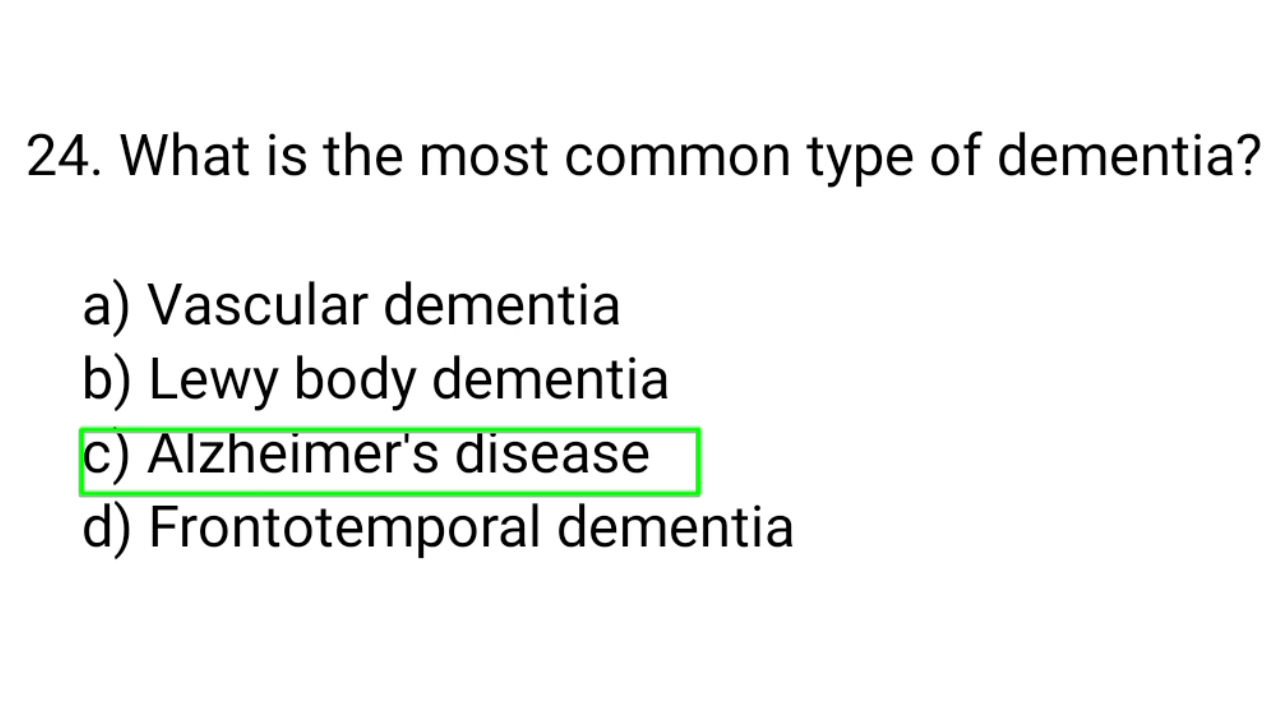 24. What is the most common type of dementia?
a) Vascular dementia
b) Lewy body dementia
c) Alzheimer's disease
d) Frontotemporal dementia